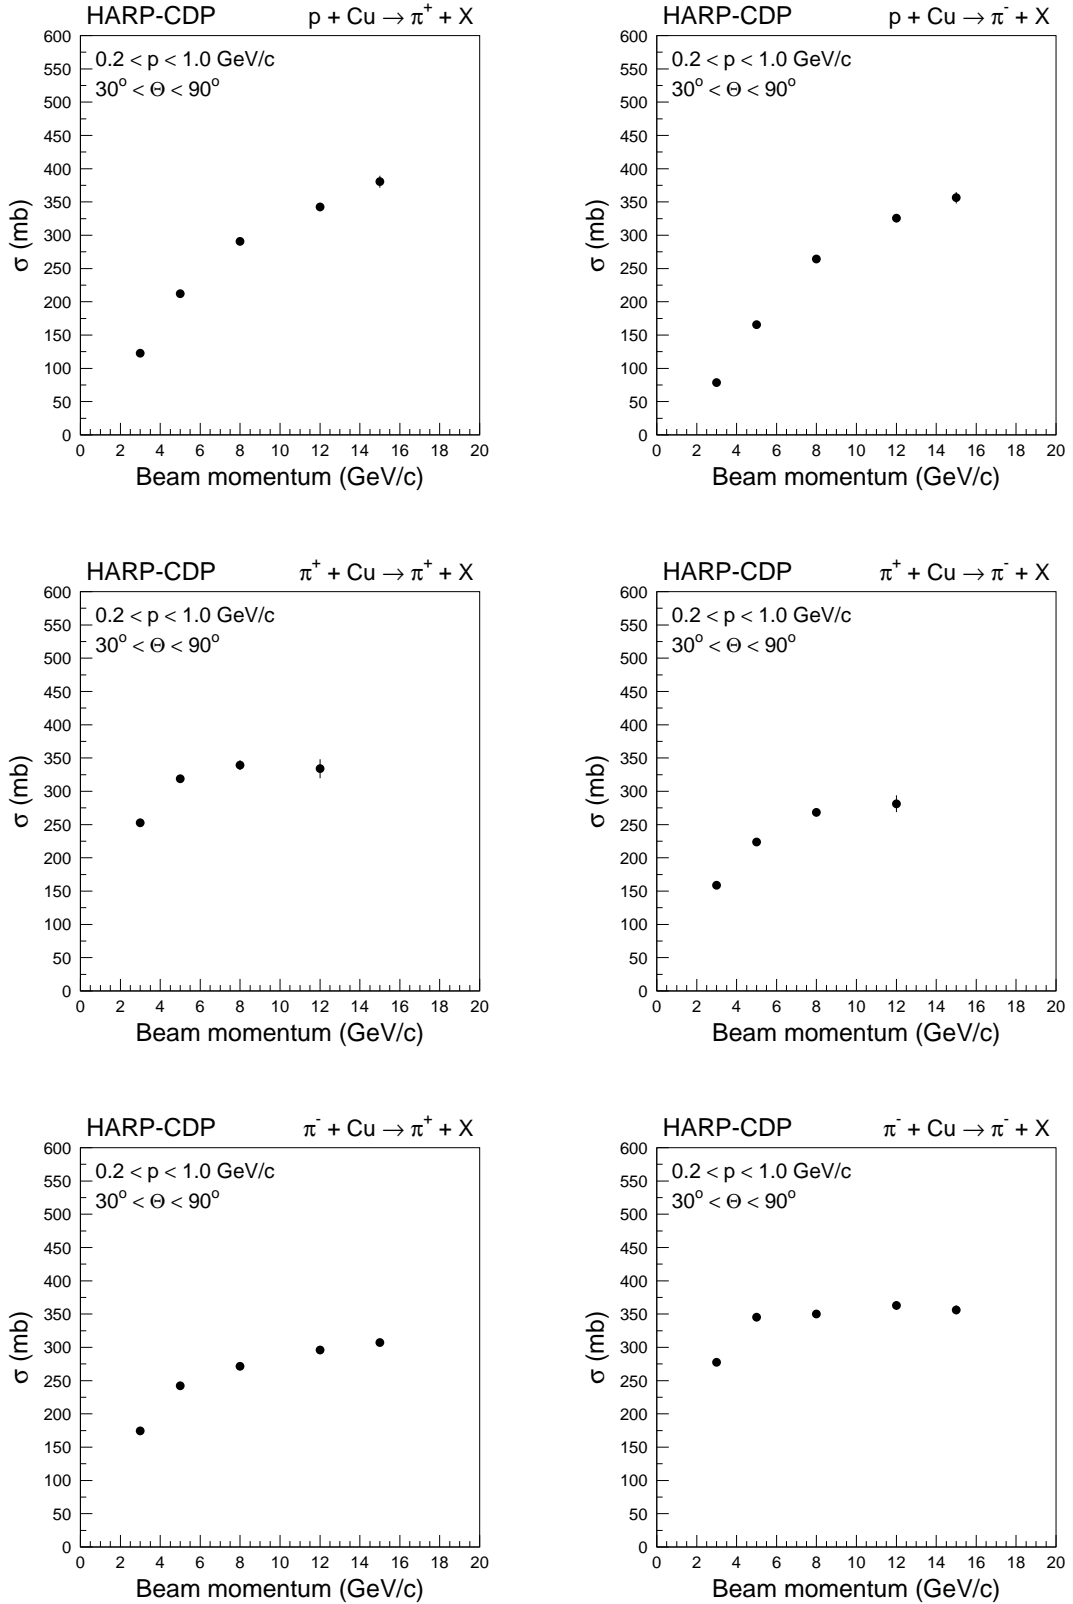 HARP-CDP p + Cu → π⁺ + X
0.2 < p < 1.0 GeV/c
30° < Θ < 90°
600
550
500
450
400
350
300
250
200
150
100
50
0
σ (mb)
0 2 4 6 8 10 12 14 16 18 20
Beam momentum (GeV/c)
HARP-CDP p + Cu → π⁻ + X
0.2 < p < 1.0 GeV/c
30° < Θ < 90°
600
550
500
450
400
350
300
250
200
150
100
50
0
σ (mb)
0 2 4 6 8 10 12 14 16 18 20
Beam momentum (GeV/c)
HARP-CDP π⁺ + Cu → π⁺ + X
0.2 < p < 1.0 GeV/c
30° < Θ < 90°
600
550
500
450
400
350
300
250
200
150
100
50
0
σ (mb)
0 2 4 6 8 10 12 14 16 18 20
Beam momentum (GeV/c)
HARP-CDP π⁺ + Cu → π⁻ + X
0.2 < p < 1.0 GeV/c
30° < Θ < 90°
600
550
500
450
400
350
300
250
200
150
100
50
0
σ (mb)
0 2 4 6 8 10 12 14 16 18 20
Beam momentum (GeV/c)
HARP-CDP π⁻ + Cu → π⁺ + X
0.2 < p < 1.0 GeV/c
30° < Θ < 90°
600
550
500
450
400
350
300
250
200
150
100
50
0
σ (mb)
0 2 4 6 8 10 12 14 16 18 20
Beam momentum (GeV/c)
HARP-CDP π⁻ + Cu → π⁻ + X
0.2 < p < 1.0 GeV/c
30° < Θ < 90°
600
550
500
450
400
350
300
250
200
150
100
50
0
σ (mb)
0 2 4 6 8 10 12 14 16 18 20
Beam momentum (GeV/c)